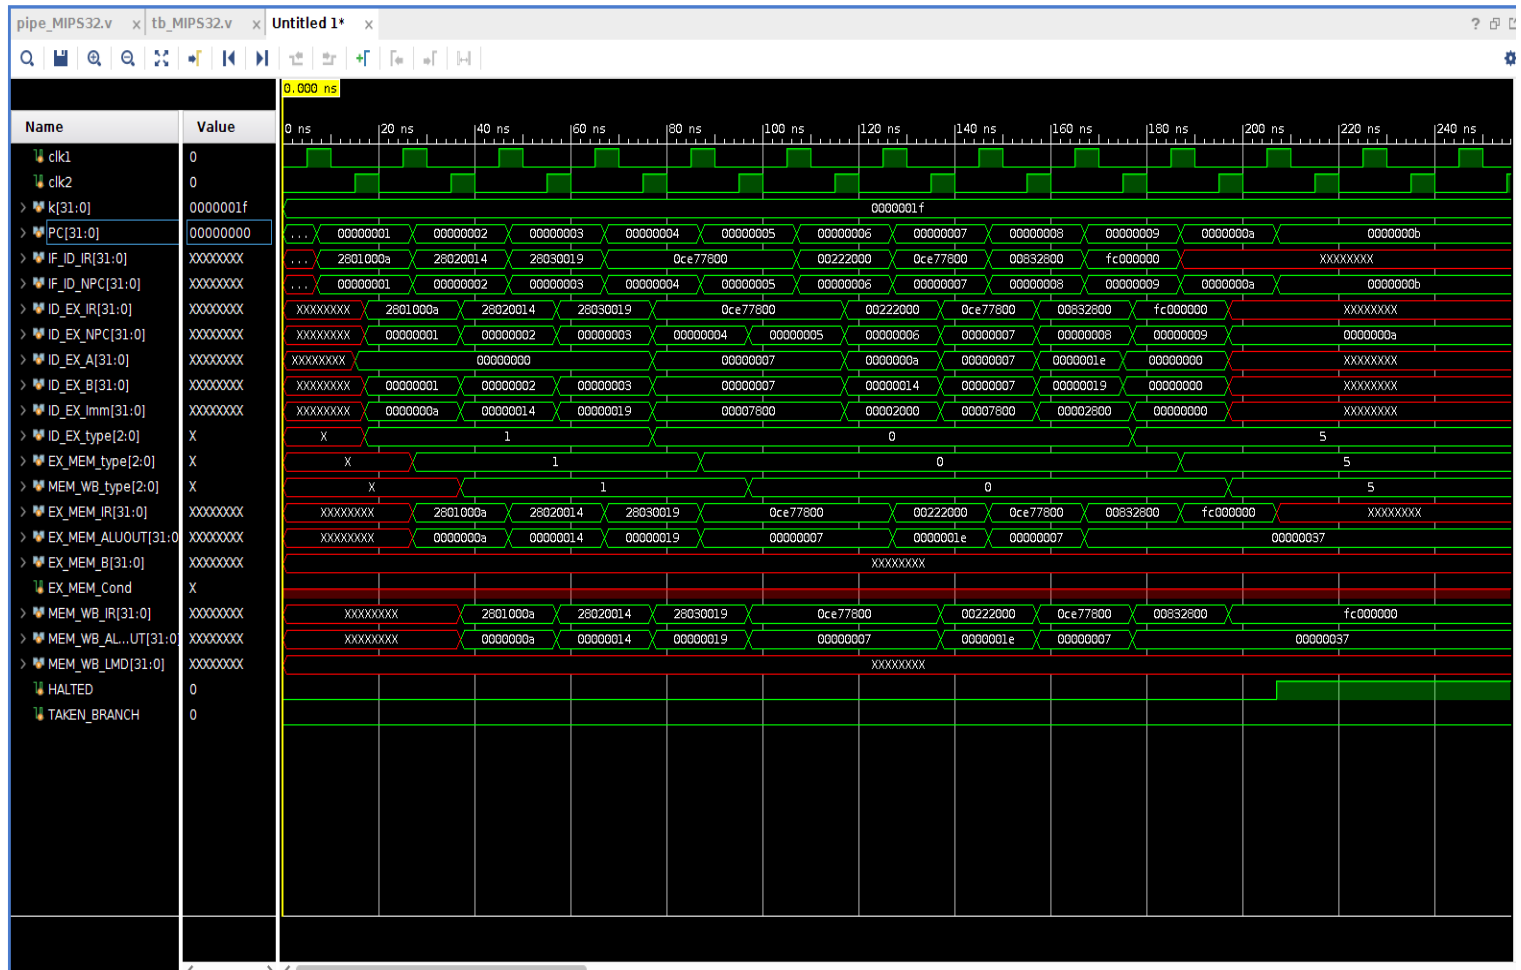 pipe_MIPS32.v × tb_MIPS32.v × Untitled 1* × ?
0.000 ns
Name Value 0 ns 20 ns 40 ns 60 ns 80 ns 100 ns 120 ns 140 ns 160 ns 180 ns 200 ns 220 ns 240 ns
clk1 0
clk2 0
k[31:0] 0000001f 0000001f
PC[31:0] 00000000 ... 00000001 00000002 00000003 00000004 00000005 00000006 00000007 00000008 00000009 0000000a 0000000b
IF_ID_IR[31:0] XXXXXXXX ... 2801000a 28020014 28030019 0ce77800 00222000 0ce77800 00832800 fc000000 XXXXXXXX
IF_ID_NPC[31:0] XXXXXXXX ... 00000001 00000002 00000003 00000004 00000005 00000006 00000007 00000008 00000009 0000000a 0000000b
ID_EX_IR[31:0] XXXXXXXX XXXXXXXX 2801000a 28020014 28030019 0ce77800 00222000 0ce77800 00832800 fc000000 XXXXXXXX
ID_EX_NPC[31:0] XXXXXXXX XXXXXXXX 00000001 00000002 00000003 00000004 00000005 00000006 00000007 00000008 00000009 0000000a
ID_EX_A[31:0] XXXXXXXX XXXXXXXX 00000000 00000007 0000000a 00000007 0000001e 00000000 XXXXXXXX
ID_EX_B[31:0] XXXXXXXX XXXXXXXX 00000001 00000002 00000003 00000007 00000014 00000007 00000019 00000000 XXXXXXXX
ID_EX_Imm[31:0] XXXXXXXX XXXXXXXX 0000000a 00000014 00000019 00007800 00002000 00007800 00002800 00000000 XXXXXXXX
ID_EX_type[2:0] X X 1 0 5
EX_MEM_type[2:0] X X 1 0 5
MEM_WB_type[2:0] X X 1 0 5
EX_MEM_IR[31:0] XXXXXXXX XXXXXXXX 2801000a 28020014 28030019 0ce77800 00222000 0ce77800 00832800 fc000000 XXXXXXXX
EX_MEM_ALUOUT[31:0 XXXXXXXX XXXXXXXX 0000000a 00000014 00000019 00000007 0000001e 00000007 00000037
EX_MEM_B[31:0] XXXXXXXX XXXXXXXX
EX_MEM_Cond X
MEM_WB_IR[31:0] XXXXXXXX XXXXXXXX 2801000a 28020014 28030019 0ce77800 00222000 0ce77800 00832800 fc000000
MEM_WB_AL...UT[31:0] XXXXXXXX XXXXXXXX 0000000a 00000014 00000019 00000007 0000001e 00000007 00000037
MEM_WB_LMD[31:0] XXXXXXXX XXXXXXXX
HALTED 0
TAKEN_BRANCH 0